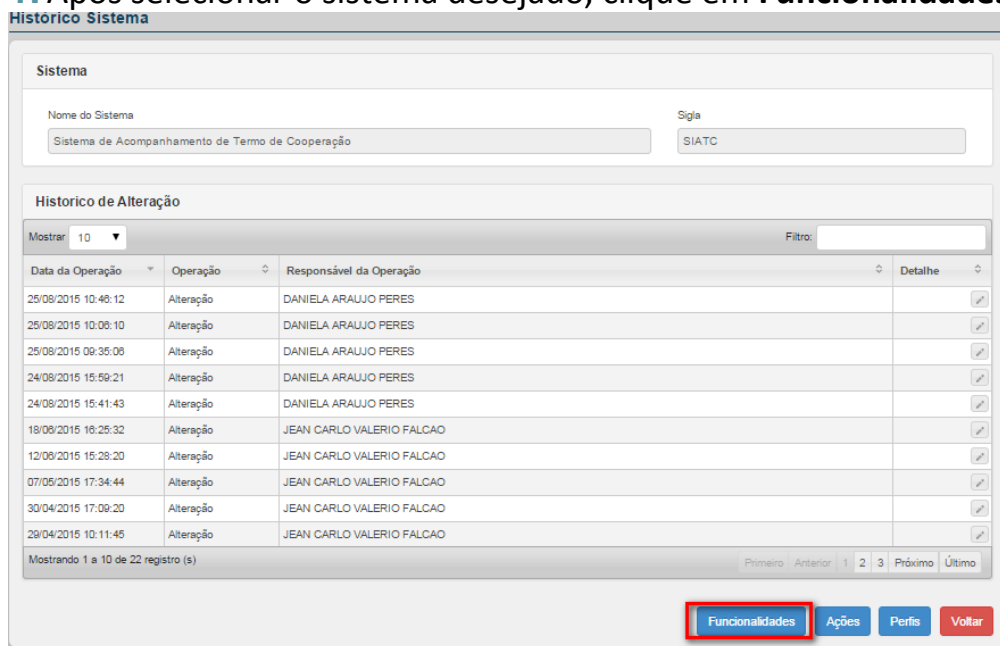 Após selecionar o sistema desejado, clique em Funcionalidades
Histórico Sistema
Sistema
Nome do Sistema Sigla
Sistema de Acompanhamento de Termo de Cooperação SIATC
Historico de Alteração
Mostrar 10 Filtro:
Data da Operação Operação Responsável da Operação Detalhe
25/08/2015 10:46:12 Alteração DANIELA ARAUJO PERES
25/08/2015 10:06:10 Alteração DANIELA ARAUJO PERES
25/08/2015 09:35:06 Alteração DANIELA ARAUJO PERES
24/08/2015 15:59:21 Alteração DANIELA ARAUJO PERES
24/08/2015 15:41:43 Alteração DANIELA ARAUJO PERES
18/06/2015 16:25:32 Alteração JEAN CARLO VALERIO FALCAO
12/06/2015 15:28:20 Alteração JEAN CARLO VALERIO FALCAO
07/05/2015 17:34:44 Alteração JEAN CARLO VALERIO FALCAO
30/04/2015 17:09:20 Alteração JEAN CARLO VALERIO FALCAO
29/04/2015 10:11:45 Alteração JEAN CARLO VALERIO FALCAO
Mostrando 1 a 10 de 22 registro (s) Primeiro Anterior 1 2 3 Próximo Último
Funcionalidades Ações Perfis Voltar